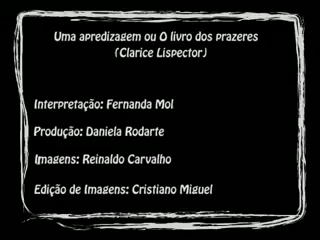 Uma apredizagem ou O livro dos prazeres
(Clarice Lispector)
Interpretação: Fernanda Mol
Produção: Daniela Rodarte
Imagens: Reinaldo Carvalho
Edição de Imagens: Cristiano Miguel